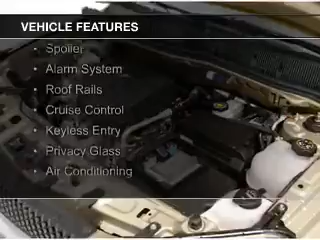 VEHICLE FEATURES
• Spoiler
• Alarm System
• Roof Rails
• Cruise Control
• Keyless Entry
• Privacy Glass
• Air Conditioning